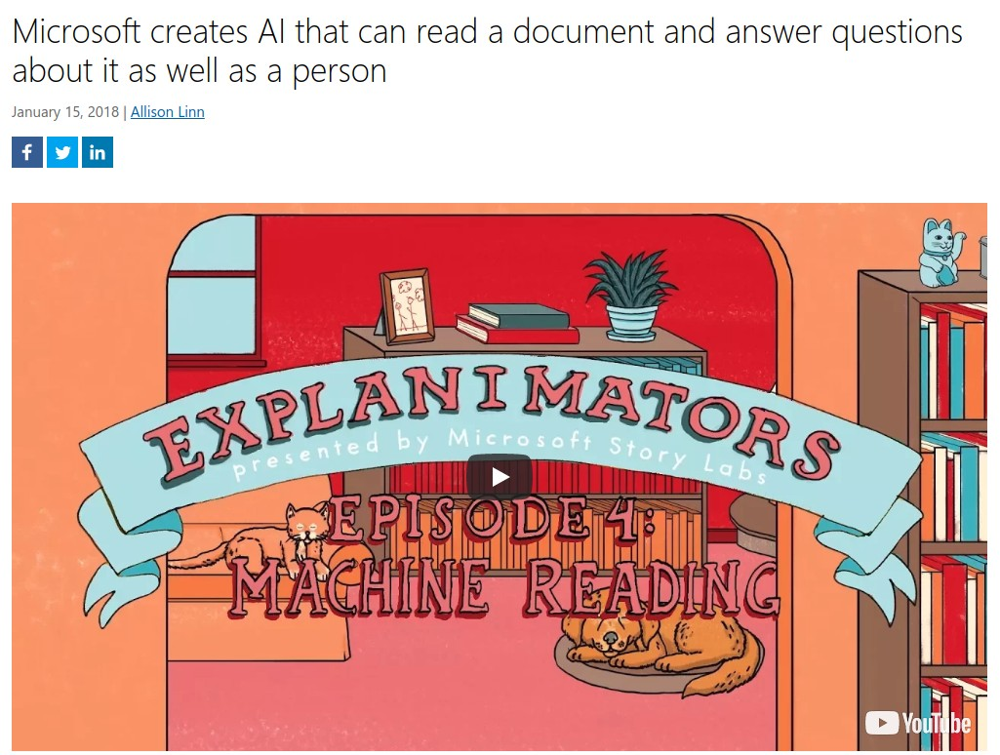 Microsoft creates AI that can read a document and answer questions
about it as well as a person
January 15, 2018 | Allison Linn
f
in
EXPLANIMATORS
presented by Microsoft Story Labs
EPISODE 4:
MACHINE READING
YouTube